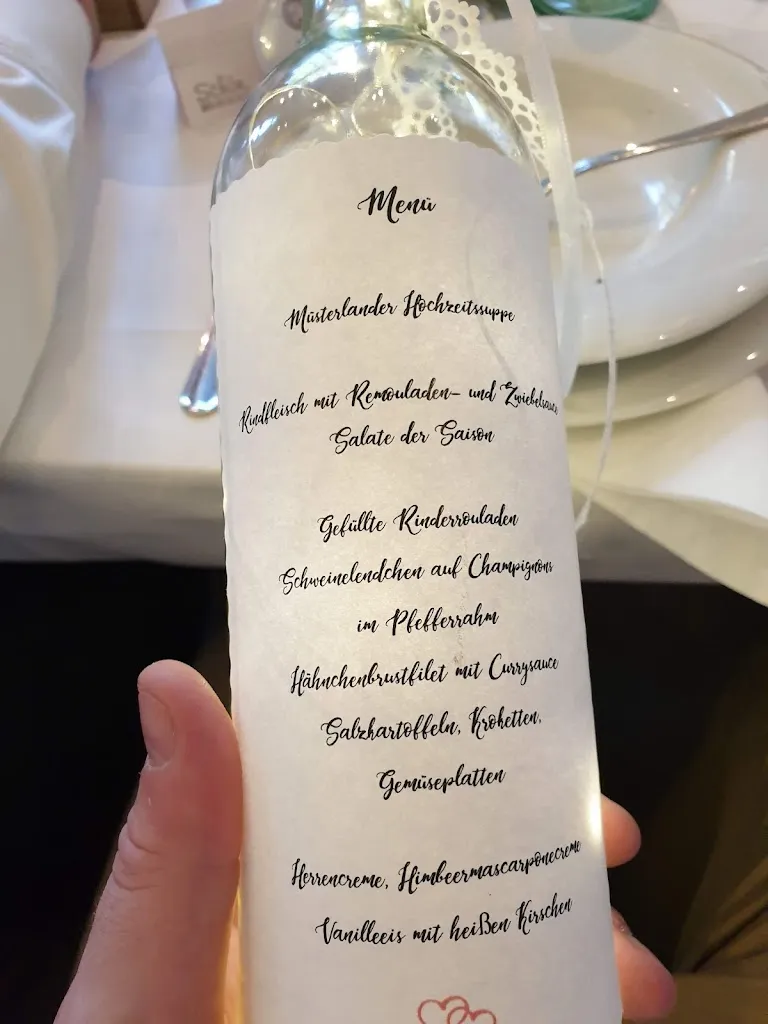 Menü
Müsterlander Hochzeitssuppe
Rindfleisch mit Remouladen- und Zwiebelsauce
Salate der Saison
Gefüllte Rinderrouladen
Schweinelendchen auf Champignons
im Pfefferrahm
Hähnchenbrustfilet mit Currysauce
Salzkartoffeln, Kroketten,
Gemüseplatten
Herrencreme, Himbeermascarponecreme
Vanilleeis mit heißen Kirschen